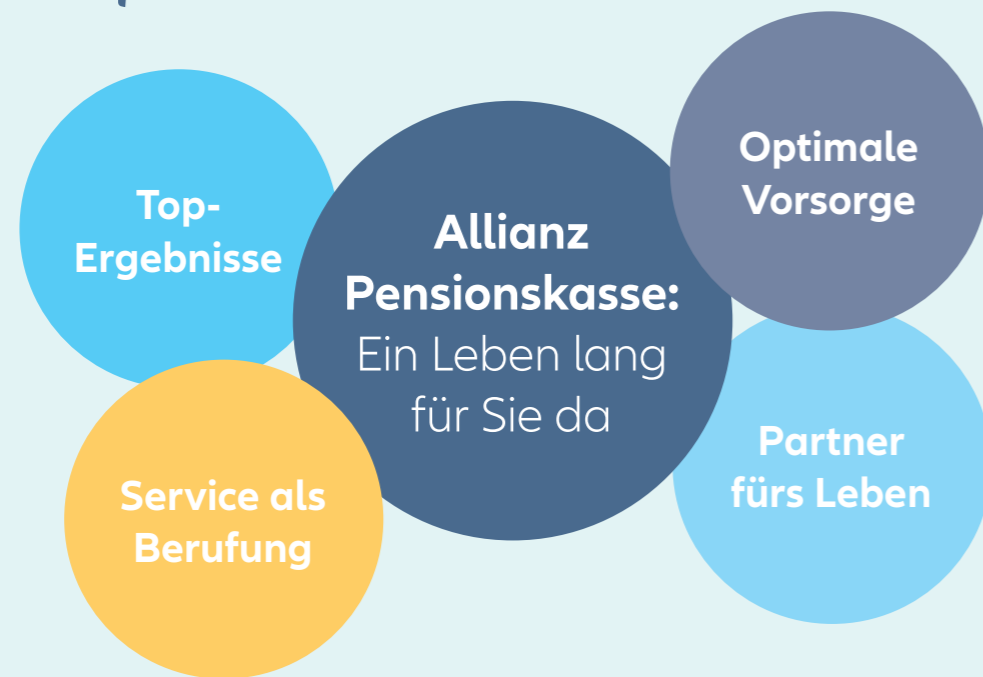 Top-
Ergebnisse
Allianz
Pensionskasse:
Ein Leben lang
für Sie da
Optimale
Vorsorge
Service als
Berufung
Partner
fürs Leben